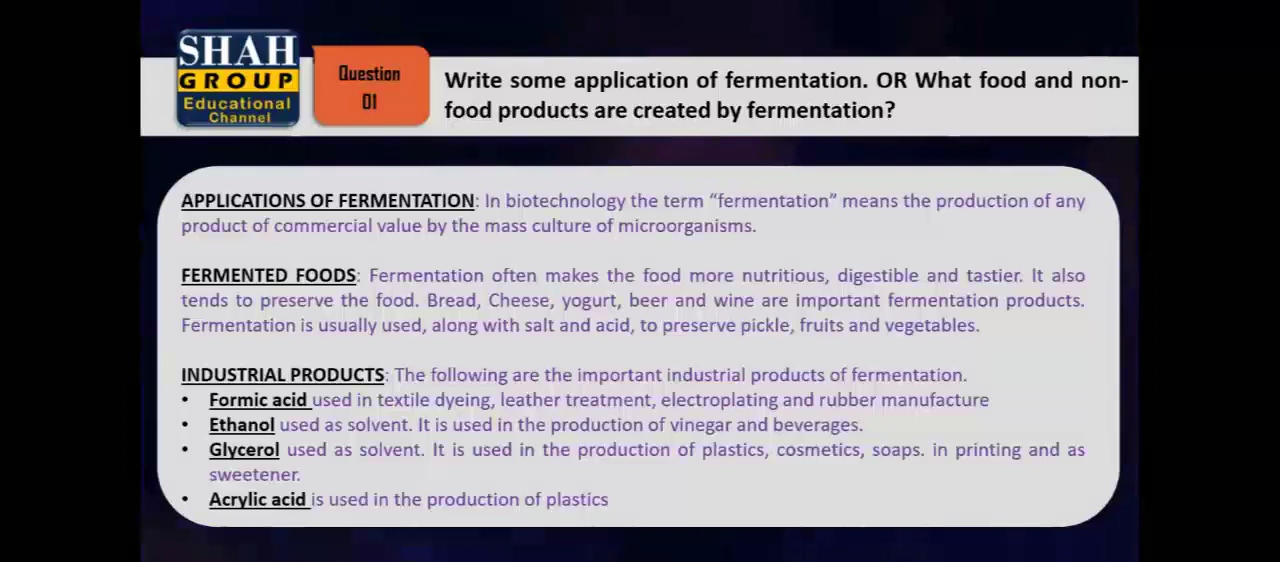 SHAH
GROUP
Educational
Channel
Question
01
Write some application of fermentation. OR What food and non-
food products are created by fermentation?
APPLICATIONS OF FERMENTATION: In biotechnology the term “fermentation” means the production of any
product of commercial value by the mass culture of microorganisms.
FERMENTED FOODS: Fermentation often makes the food more nutritious, digestible and tastier. It also
tends to preserve the food. Bread, Cheese, yogurt, beer and wine are important fermentation products.
Fermentation is usually used, along with salt and acid, to preserve pickle, fruits and vegetables.
INDUSTRIAL PRODUCTS: The following are the important industrial products of fermentation.
• Formic acid used in textile dyeing, leather treatment, electroplating and rubber manufacture
• Ethanol used as solvent. It is used in the production of vinegar and beverages.
• Glycerol used as solvent. It is used in the production of plastics, cosmetics, soaps. in printing and as
sweetener.
• Acrylic acid is used in the production of plastics